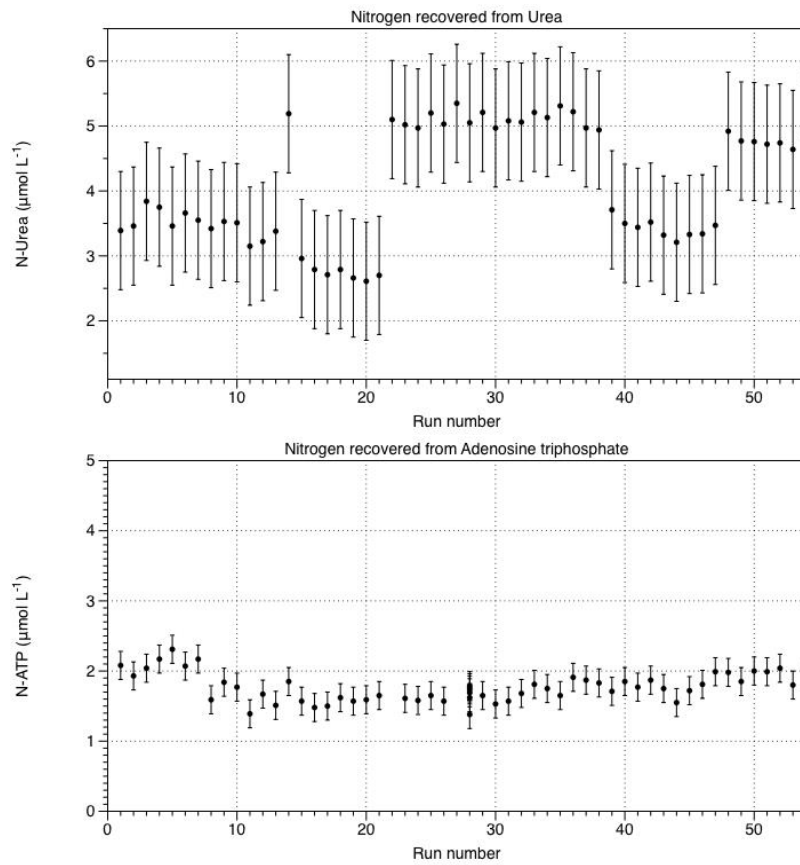 Nitrogen recovered from Urea
6
5
4
3
2
N-Urea (µmol L⁻¹)
0 10 20 30 40 50
Run number
Nitrogen recovered from Adenosine triphosphate
5
4
3
2
1
0
N-ATP (µmol L⁻¹)
0 10 20 30 40 50
Run number